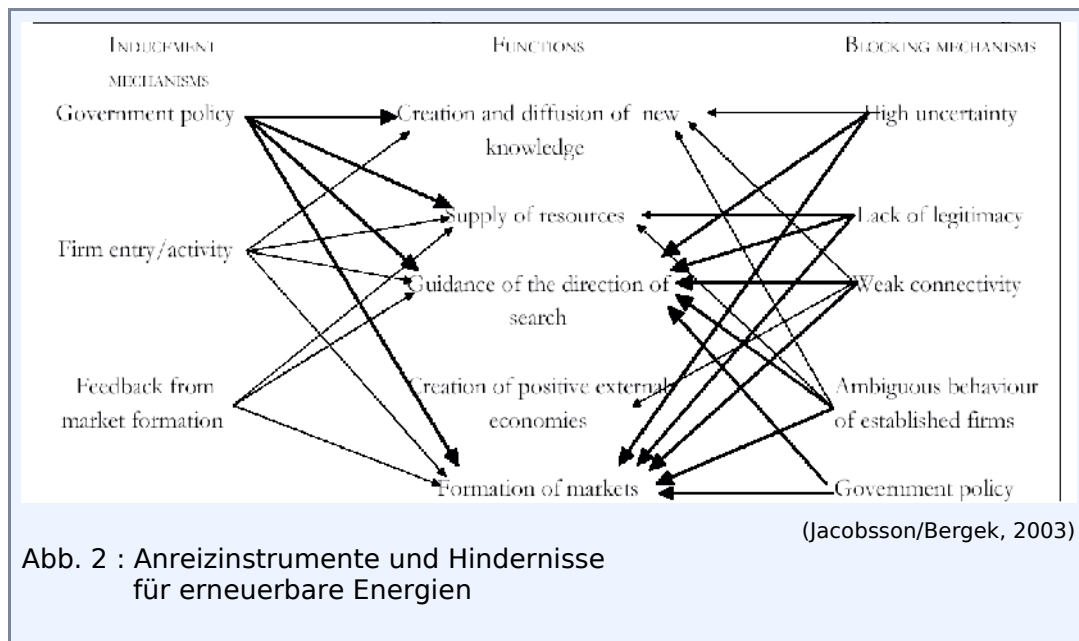 INDUCEMENT
MECHANISMS
FUNCTIONS
BLOCKING MECHANISMS
Government policy
Firm entry/activity
Feedback from
market formation
Creation and diffusion of new
knowledge
Supply of resources
Guidance of the direction of
search
Creation of positive external
economies
Formation of markets
High uncertainty
Lack of legitimacy
Weak connectivity
Ambiguous behaviour
of established firms
Government policy
(Jacobsson/Bergek, 2003)
Abb. 2 : Anreizinstrumente und Hindernisse
für erneuerbare Energien